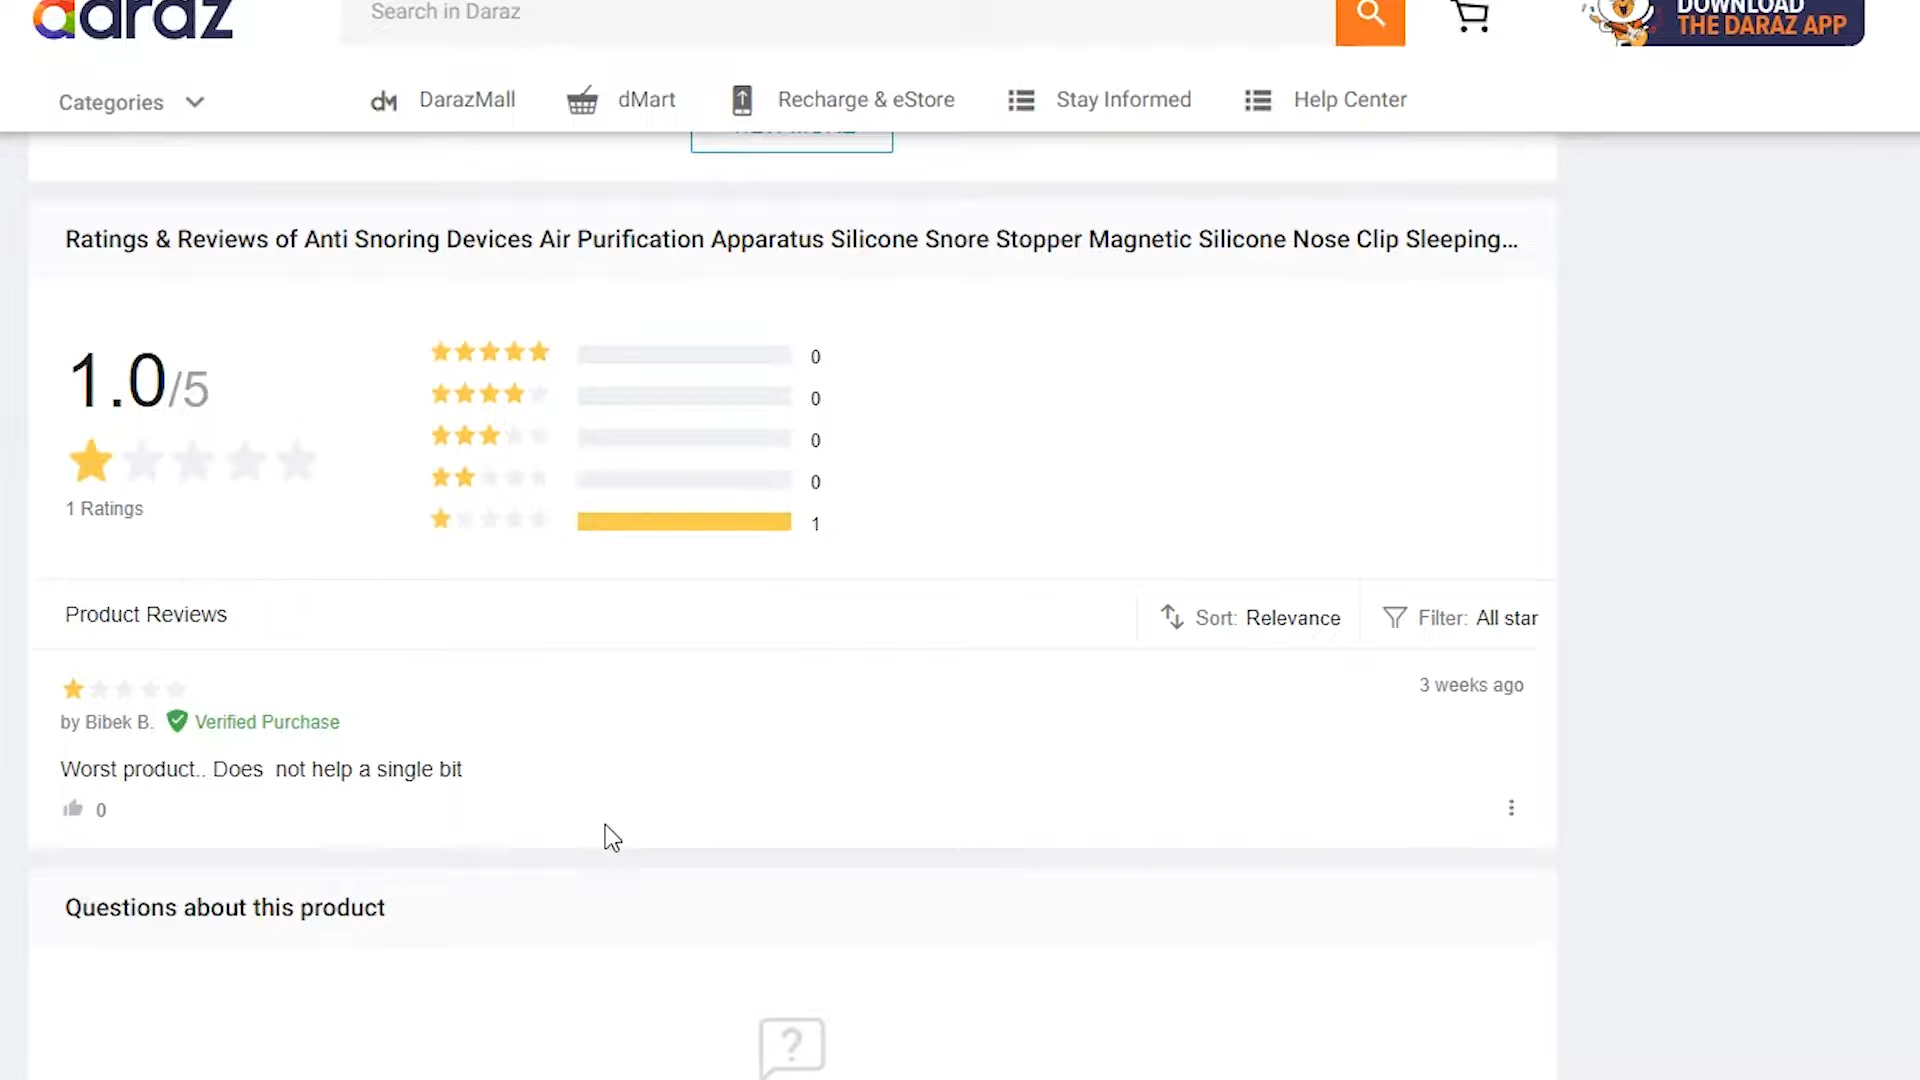 daraz
Search in Daraz
DOWNLOAD
THE DARAZ APP
Categories
DarazMall
dMart
Recharge & eStore
Stay Informed
Help Center
Ratings & Reviews of Anti Snoring Devices Air Purification Apparatus Silicone Snore Stopper Magnetic Silicone Nose Clip Sleeping...
1.0/5
1 Ratings
0
0
0
0
1
Product Reviews
Sort: Relevance
Filter: All star
3 weeks ago
by Bibek B. Verified Purchase
Worst product.. Does  not help a single bit
0
Questions about this product
?